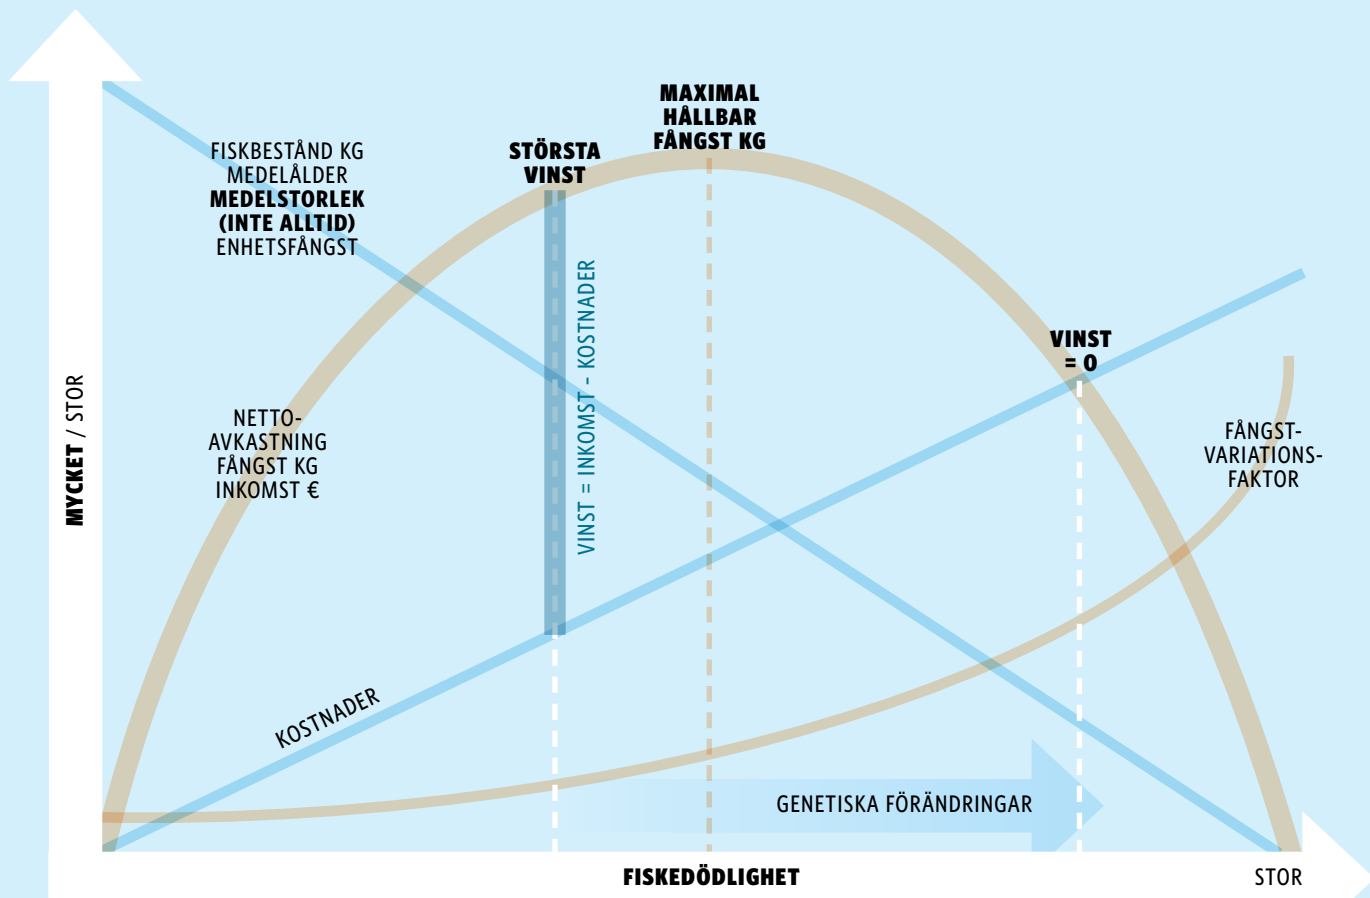 MAXIMAL
HÅLLBAR
FÅNGST KG
STÖRSTA
VINST
FISKBESTÅND KG
MEDELÅLDER
MEDELSTORLEK
(INTE ALLTID)
ENHETSFÅNGST
VINST = INKOMST - KOSTNADER
VINST
= 0
MYCKET / STOR
NETTO-
AVKASTNING
FÅNGST KG
INKOMST €
FÅNGST-
VARIATIONS-
FAKTOR
KOSTNADER
GENETISKA FÖRÄNDRINGAR
FISKEDÖDLIGHET
STOR